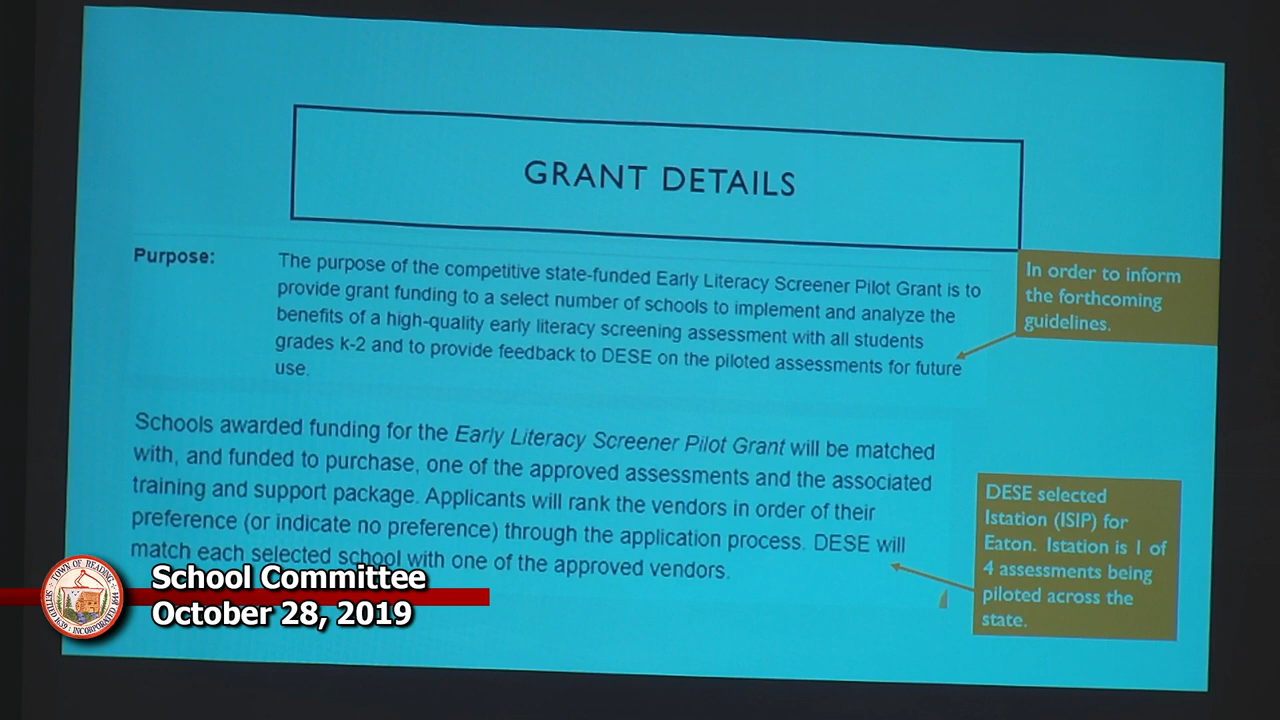 GRANT DETAILS
Purpose:
The purpose of the competitive state-funded Early Literacy Screener Pilot Grant is to
provide grant funding to a select number of schools to implement and analyze the
benefits of a high-quality early literacy screening assessment with all students
grades k-2 and to provide feedback to DESE on the piloted assessments for future
use.
In order to inform
the forthcoming
guidelines.
Schools awarded funding for the Early Literacy Screener Pilot Grant will be matched
with, and funded to purchase, one of the approved assessments and the associated
training and support package. Applicants will rank the vendors in order of their
preference (or indicate no preference) through the application process. DESE will
match each selected school with one of the approved vendors.
DESE selected
Istation (ISIP) for
Eaton. Istation is 1 of
4 assessments being
piloted across the
state.
TOWN OF READING
SETTLED 1639 · INCORPORATED 1644
School Committee
October 28, 2019